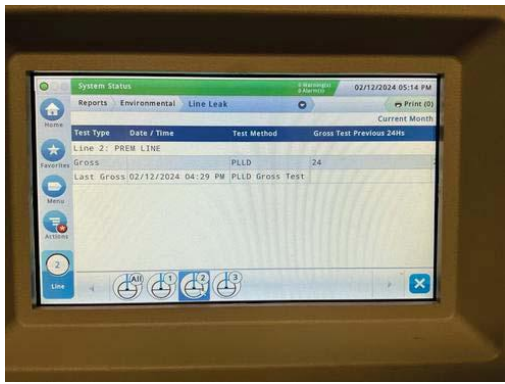 System Status
0 Warning(s)
0 Alarm(s)
02/12/2024 05:14 PM
Reports Environmental Line Leak
Print (0)
Home
Current Month
Test Type Date / Time Test Method Gross Test Previous 24Hs
Line 2: PREM LINE
Favorites
Gross PLLD 24
Last Gross 02/12/2024 04:29 PM PLLD Gross Test
Menu
Actions
2
Line
All 1 2 3